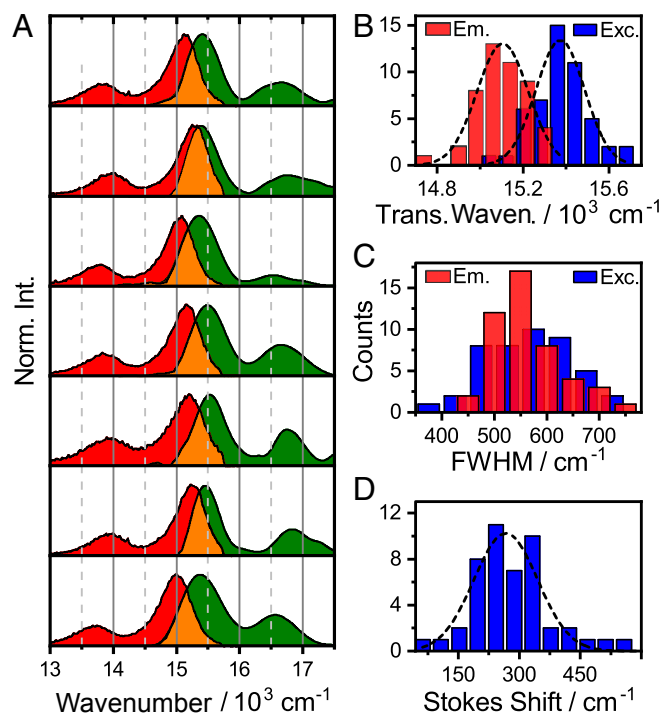 A
Norm. Int.
13 14 15 16 17
Wavenumber / 10³ cm⁻¹
B
Em. Exc.
15
10
5
0
14.8 15.2 15.6
Trans. Waven. / 10³ cm⁻¹
C
Em. Exc.
Counts
15
10
5
0
400 500 600 700
FWHM / cm⁻¹
D
12
8
4
0
150 300 450
Stokes Shift / cm⁻¹